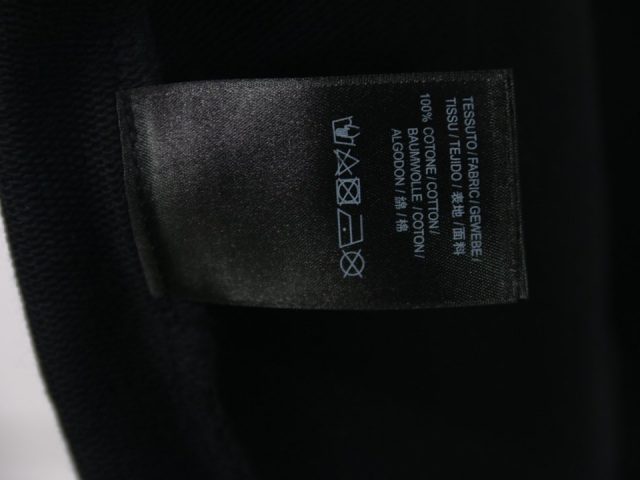 TESSUTO / FABRIC / GEWEBE /
TISSU / TEJIDO / 表地 / 面料
100% COTONE / COTTON /
BAUMWOLLE / COTON /
ALGODON / 綿 / 棉